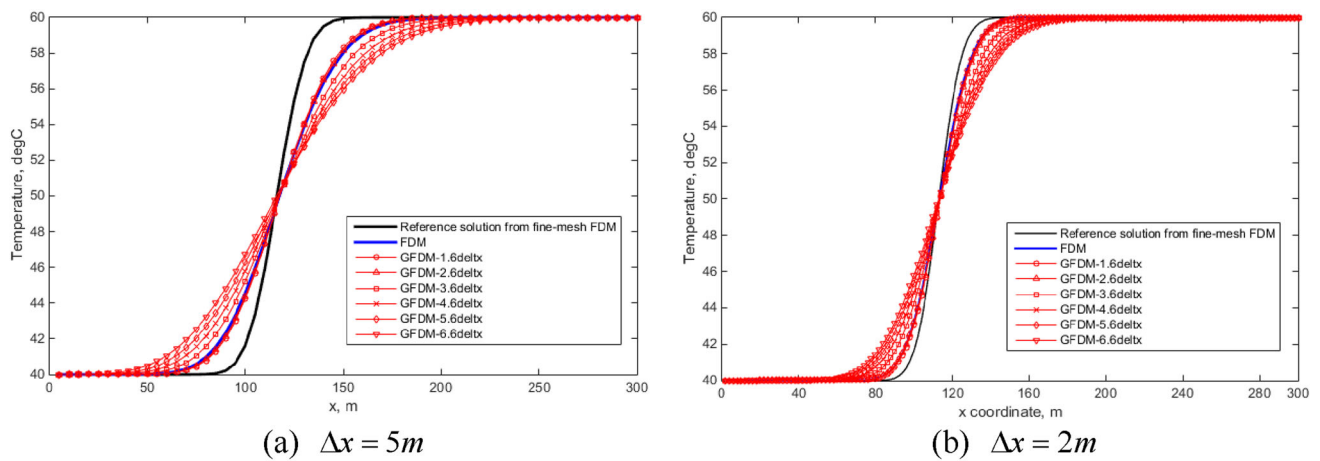 60
58
56
54
52
50
48
46
44
42
40
Temperature, degC
Reference solution from fine-mesh FDM
FDM
GFDM-1.6deltx
GFDM-2.6deltx
GFDM-3.6deltx
GFDM-4.6deltx
GFDM-5.6deltx
GFDM-6.6deltx
0 50 100 150 200 250 300
x, m
(a) Δx = 5m
60
58
56
54
52
50
48
46
44
42
40
Temperature, degC
Reference solution from fine-mesh FDM
FDM
GFDM-1.6deltx
GFDM-2.6deltx
GFDM-3.6deltx
GFDM-4.6deltx
GFDM-5.6deltx
GFDM-6.6deltx
0 40 80 120 160 200 240 300
x coordinate, m
(b) Δx = 2m